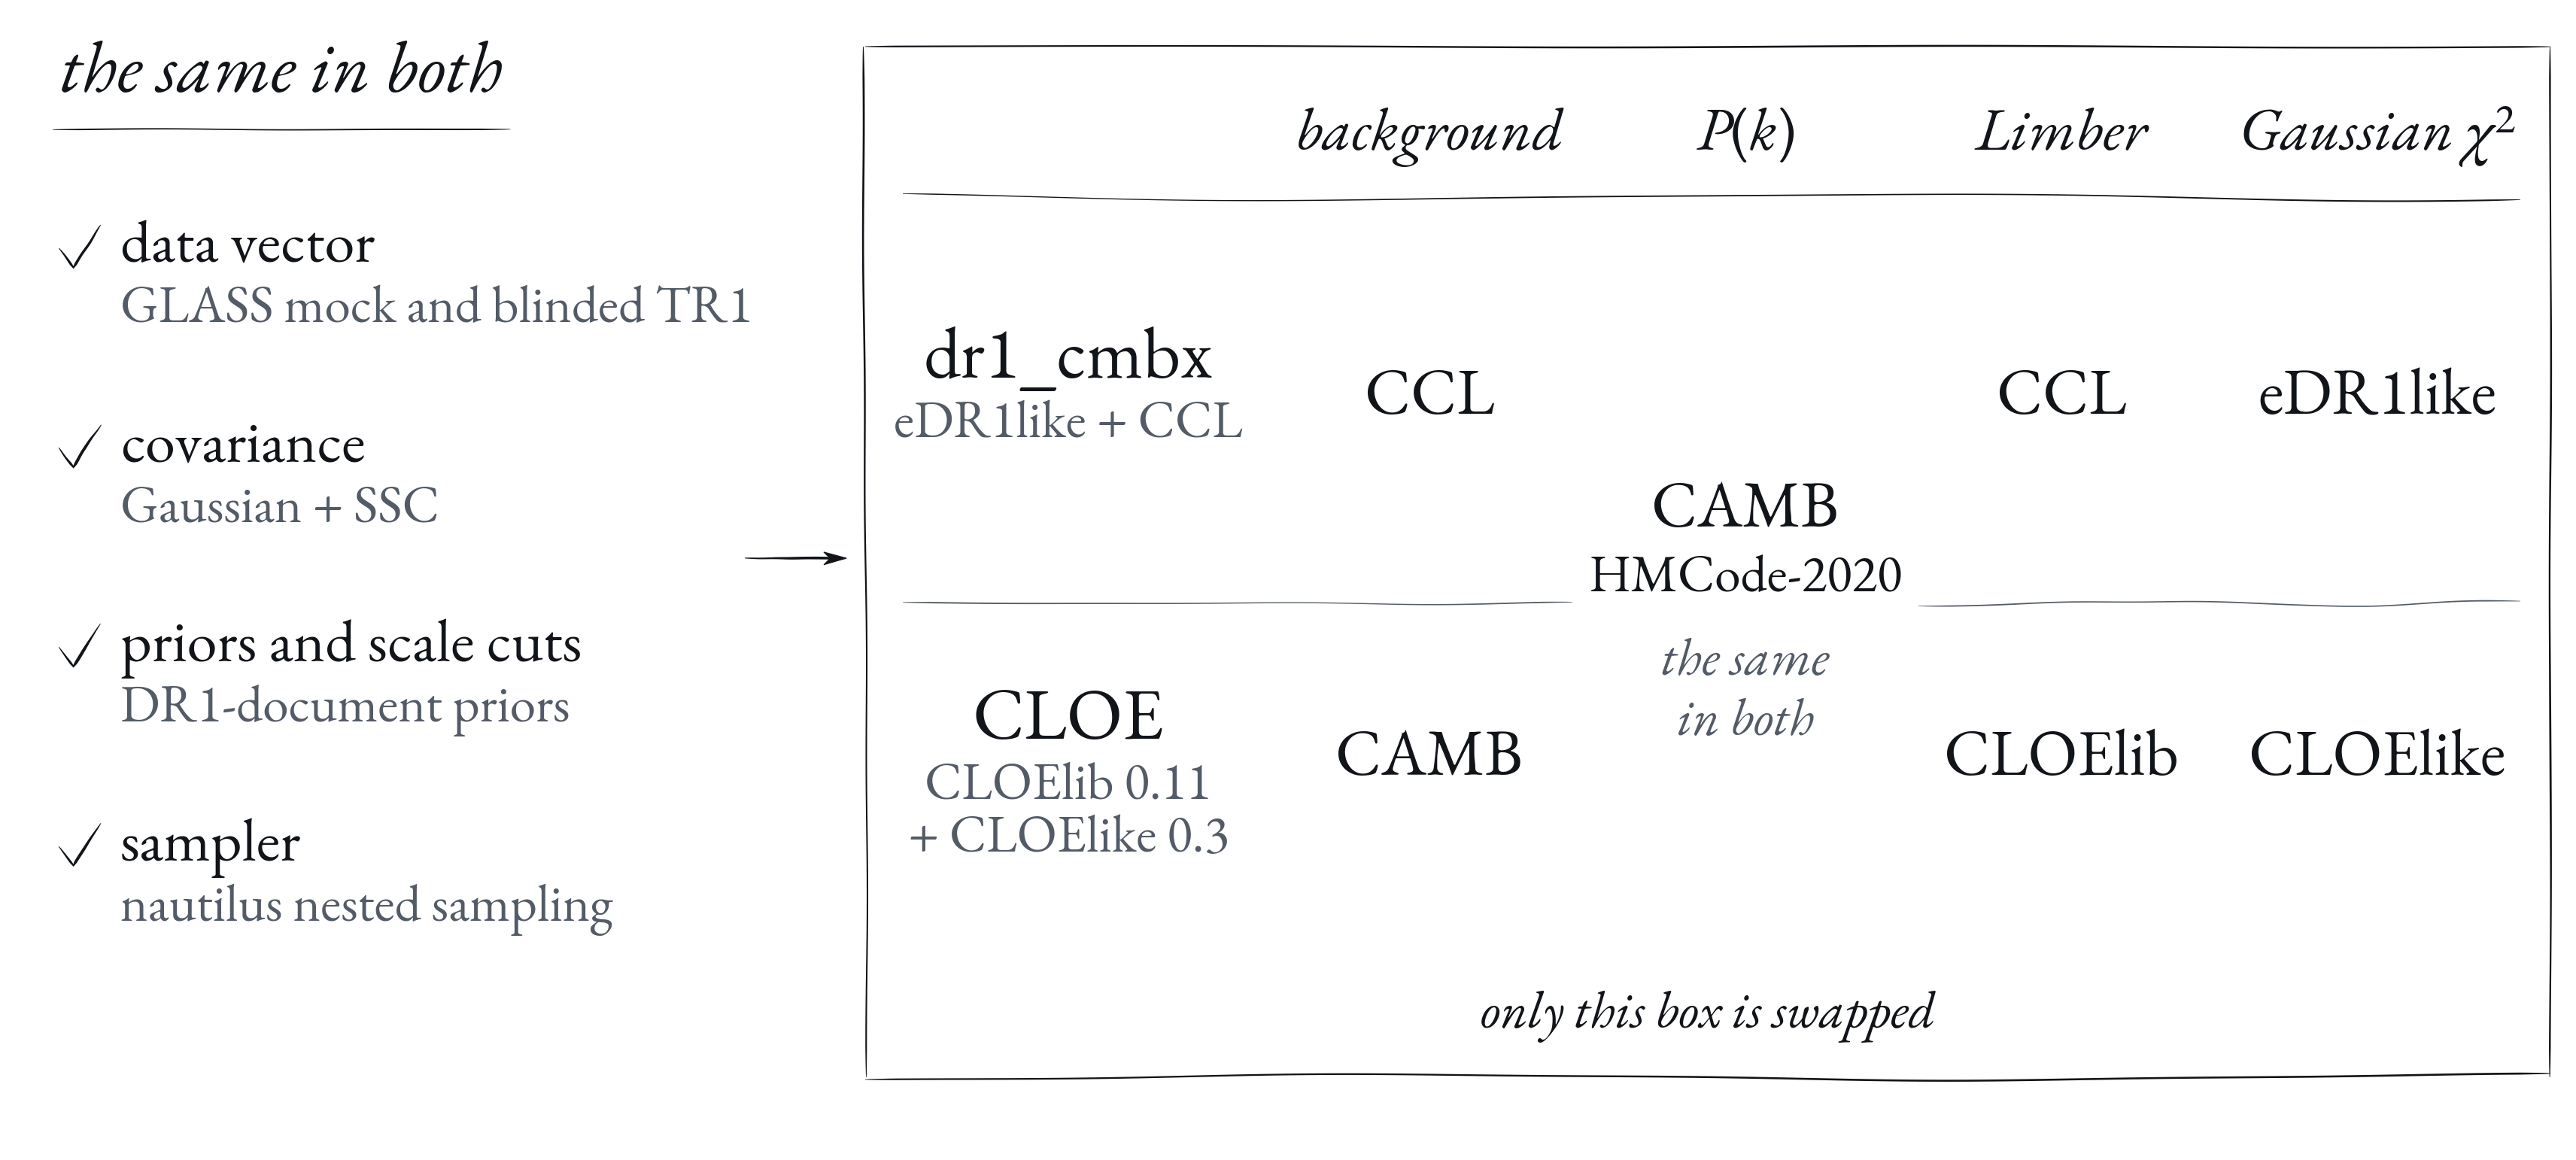 the same in both
✓ data vector
GLASS mock and blinded TR1
✓ covariance
Gaussian + SSC
✓ priors and scale cuts
DR1-document priors
✓ sampler
nautilus nested sampling
background P(k) Limber Gaussian χ²
dr1_cmbx
eDR1like + CCL
CCL
CCL
eDR1like
CAMB
HMCode-2020
the same
in both
CLOE
CLOElib 0.11
+ CLOElike 0.3
CAMB
CLOElib
CLOElike
only this box is swapped